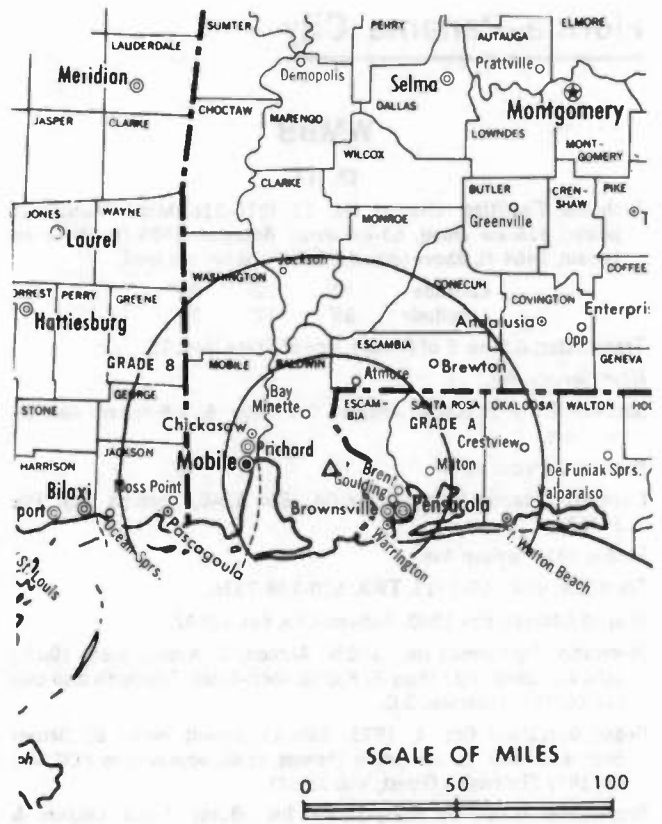 SUMTER
PERRY
ELMORE
AUTAUGA
LAUDERDALE
Prattville
Demopolis
Meridian
Selma
Montgomery
CHOCTAW
DALLAS
MARENGO
JASPER
CLARKE
LOWNDES
MONT-
GOMERY
WILCOX
CLARKE
BUTLER
CREN-
SHAW
PIKE
JONES
WAYNE
MONROE
Greenville
Laurel
Jackson
WASHINGTON
CONECUH
COFFEE
COVINGTON
ORREST
PERRY
GREENE
Enterpris
Andalusia
Hattiesburg
Opp
ESCAMBIA
GENEVA
GRADE B
MOBILE
BALDWIN
Brewton
Atmore
GEORGE
Bay
Minette
ESCAM-
BIA
SANTA ROSA
OKALOOSA
WALTON
STONE
GRADE A
Chickasaw
Prichard
Crestview
HARRISON
JACKSON
Mobile
Milton
De Funiak Sprs.
Brent
Goulding
Moss Point
Biloxi
Valparaiso
port
Brownsville
Pensacola
Ocean Sprs.
Pascagoula
Warrington
Ft. Walton Beach
St. Louis
SCALE OF MILES
0 50 100